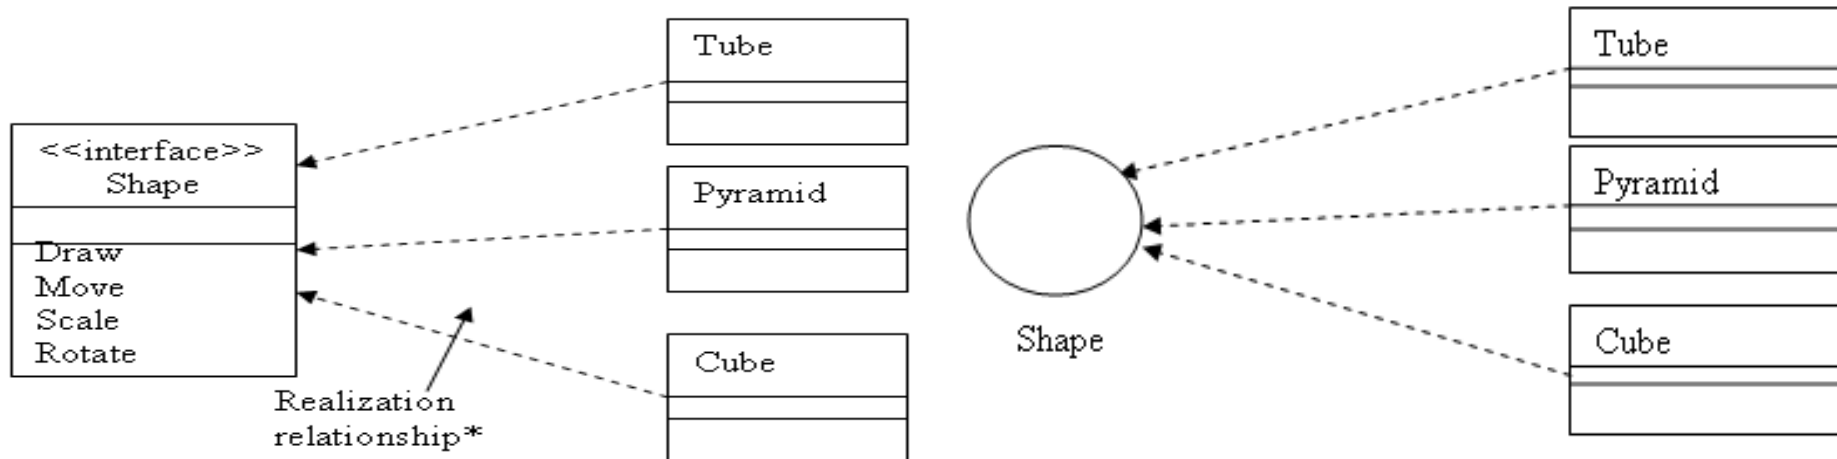 <<interface>>
Shape
Draw
Move
Scale
Rotate
Realization
relationship*
Tube
Pyramid
Cube
Shape
Tube
Pyramid
Cube